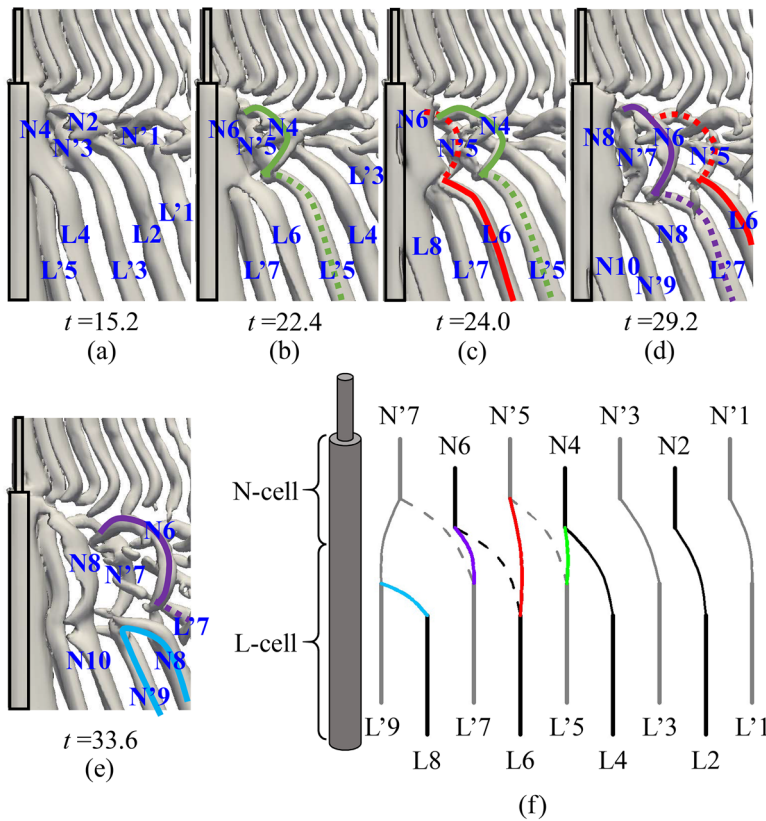 N4 N2 N'1
N'3
L'1
L4 L2
L'5 L'3
t =15.2
(a)
N6 N4
N'5
L'3
L6 L4
L'7 L'5
t =22.4
(b)
N6 N4
N'5
L8 L6
L'7 L'5
t =24.0
(c)
N8 N6
N'7 N'5
L6
N8
L'7
N10
N'9
t =29.2
(d)
N6
N8
N'7
L'7
N10 N8
N'9
t =33.6
(e)
N'7 N'5 N'3 N'1
N6 N4 N2
N-cell
L-cell
L'9 L'7 L'5 L'3 L'1
L8 L6 L4 L2
(f)